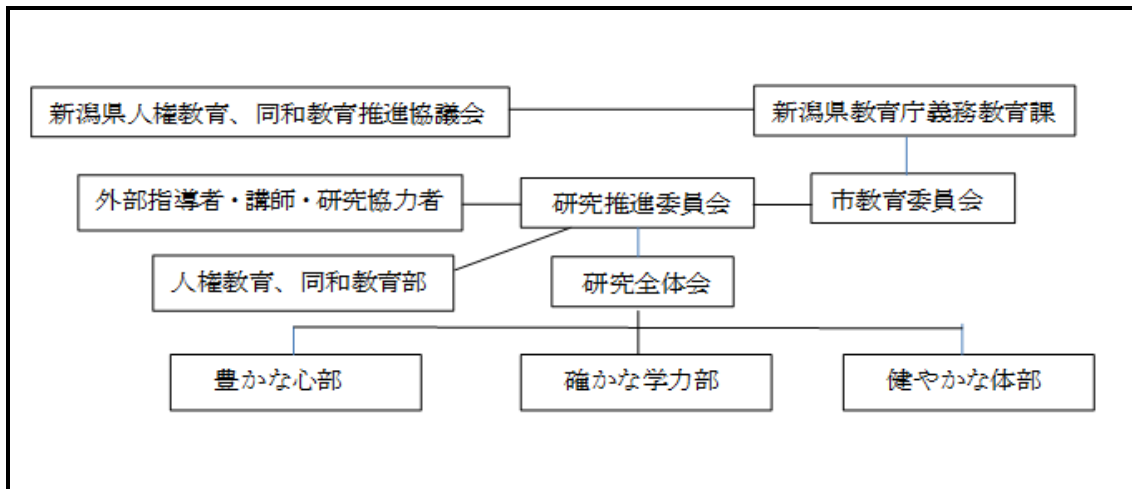 新潟県人権教育、同和教育推進協議会
新潟県教育庁義務教育課
外部指導者・講師・研究協力者
研究推進委員会
市教育委員会
人権教育、同和教育部
研究全体会
豊かな心部
確かな学力部
健やかな体部